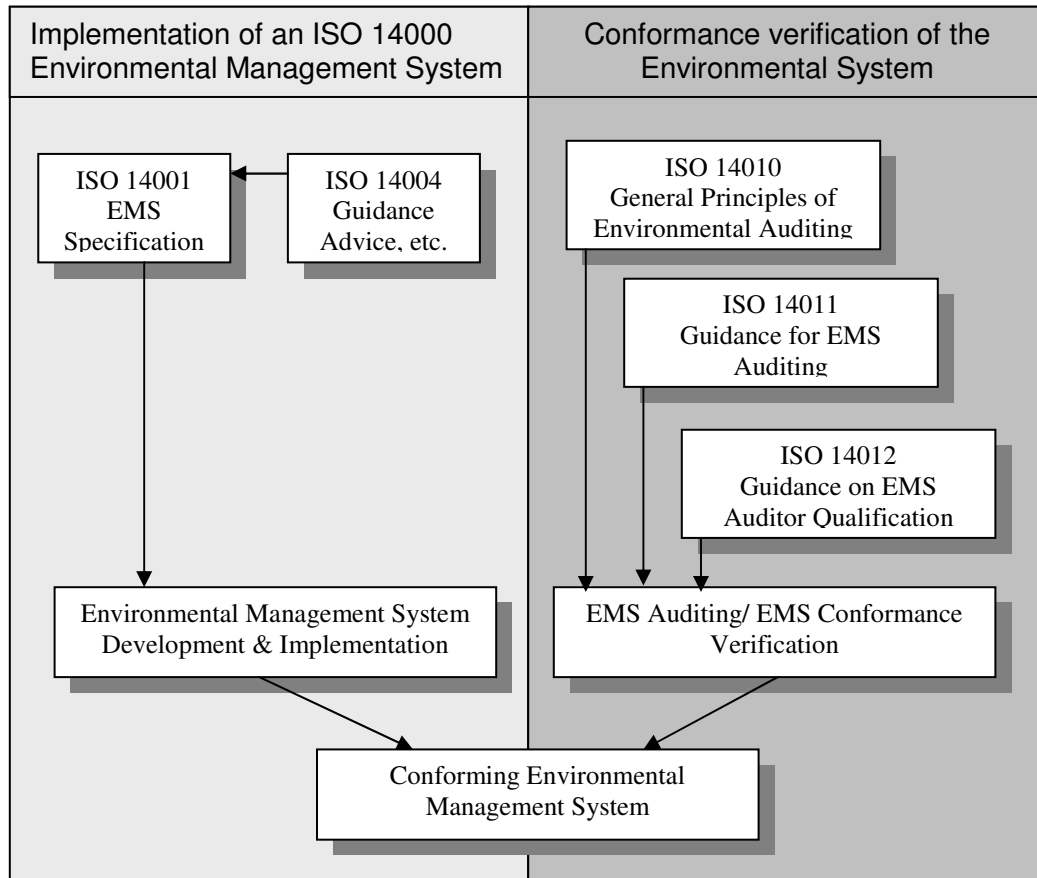 Implementation of an ISO 14000
Environmental Management System
Conformance verification of the
Environmental System
ISO 14001
EMS
Specification
ISO 14004
Guidance
Advice, etc.
ISO 14010
General Principles of
Environmental Auditing
ISO 14011
Guidance for EMS
Auditing
ISO 14012
Guidance on EMS
Auditor Qualification
Environmental Management System
Development & Implementation
EMS Auditing/ EMS Conformance
Verification
Conforming Environmental
Management System